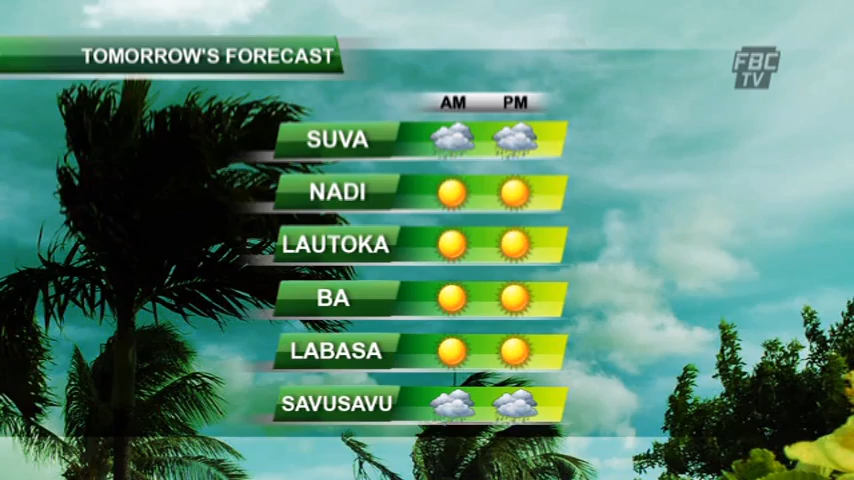 TOMORROW'S FORECAST
FBC
TV
AM PM
SUVA
NADI
LAUTOKA
BA
LABASA
SAVUSAVU